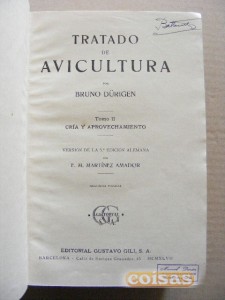 TRATADO
DE
AVICULTURA
POR
BRUNO DÜRIGEN
TOMO II
CRÍA Y APROVECHAMIENTO
VERSIÓN DE LA 5.ª EDICIÓN ALEMANA
POR
E. M. MARTÍNEZ AMADOR
EDITORIAL GUSTAVO GILI, S. A.
BARCELONA
coisas